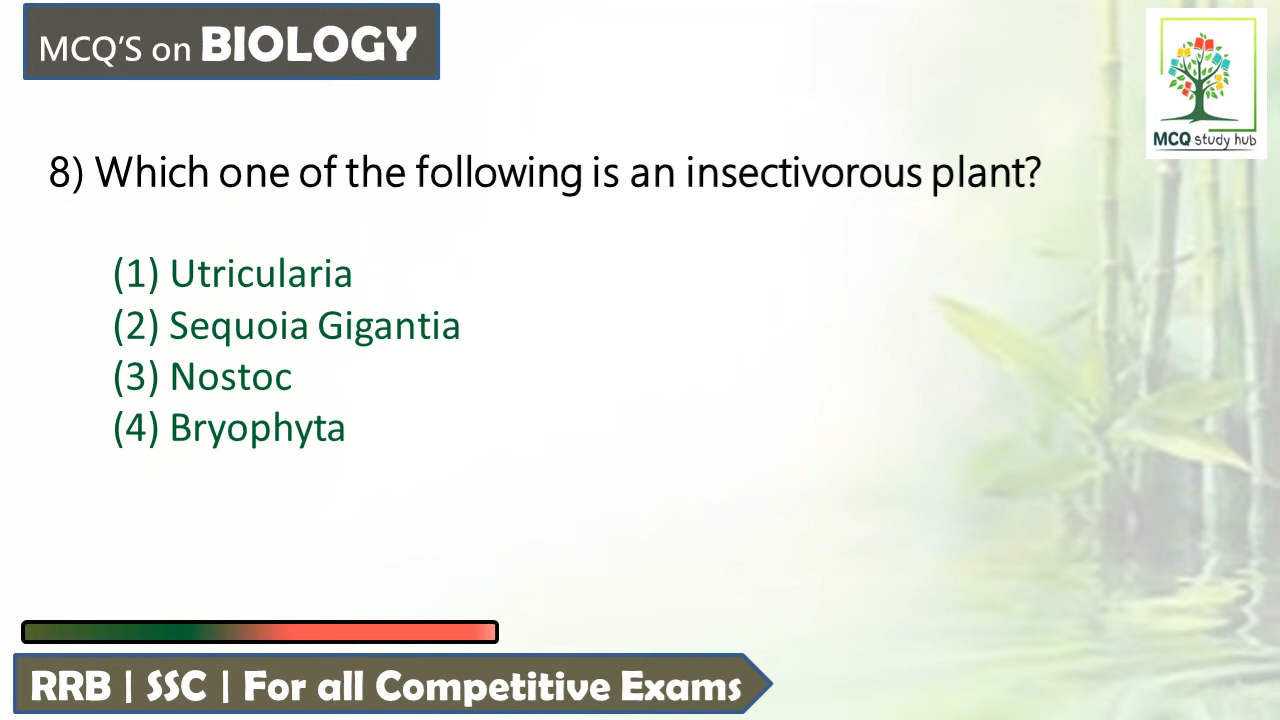 MCQ'S on BIOLOGY
MCQ study hub
8) Which one of the following is an insectivorous plant?
(1) Utricularia
(2) Sequoia Gigantia
(3) Nostoc
(4) Bryophyta
RRB | SSC | For all Competitive Exams